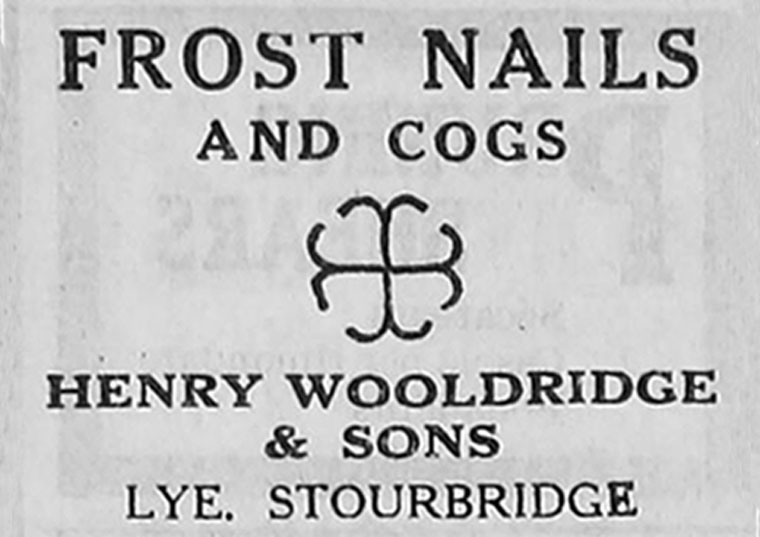 FROST NAILS
AND COGS
HENRY WOOLDRIDGE
& SONS
LYE. STOURBRIDGE